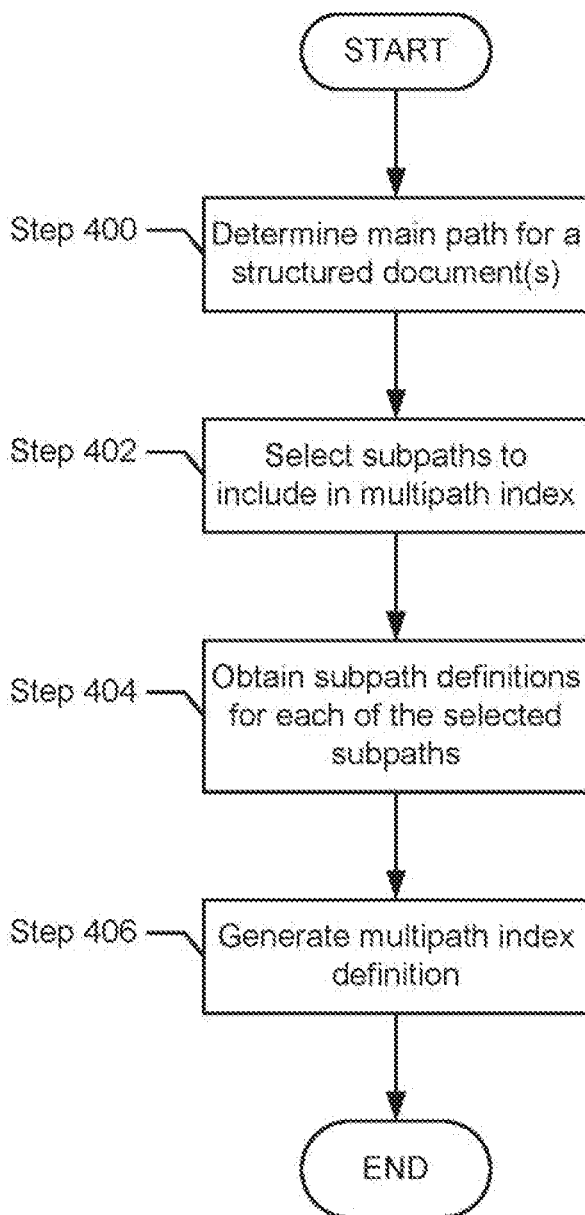 START
Step 400
Determine main path for a
structured document(s)
Step 402
Select subpaths to
include in multipath index
Step 404
Obtain subpath definitions
for each of the selected
subpaths
Step 406
Generate multipath index
definition
END